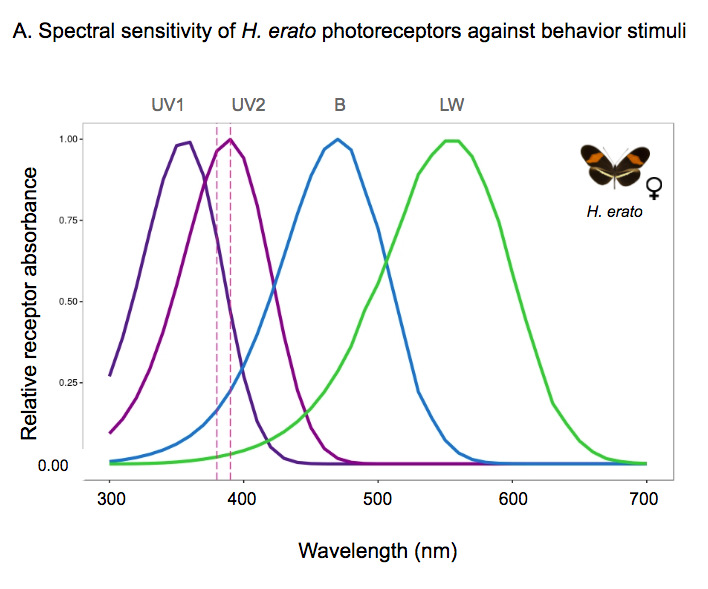 A. Spectral sensitivity of H. erato photoreceptors against behavior stimuli
UV1 UV2 B LW
1.00
0.75
0.50
0.25
0.00
Relative receptor absorbance
♀
H. erato
300 400 500 600 700
Wavelength (nm)